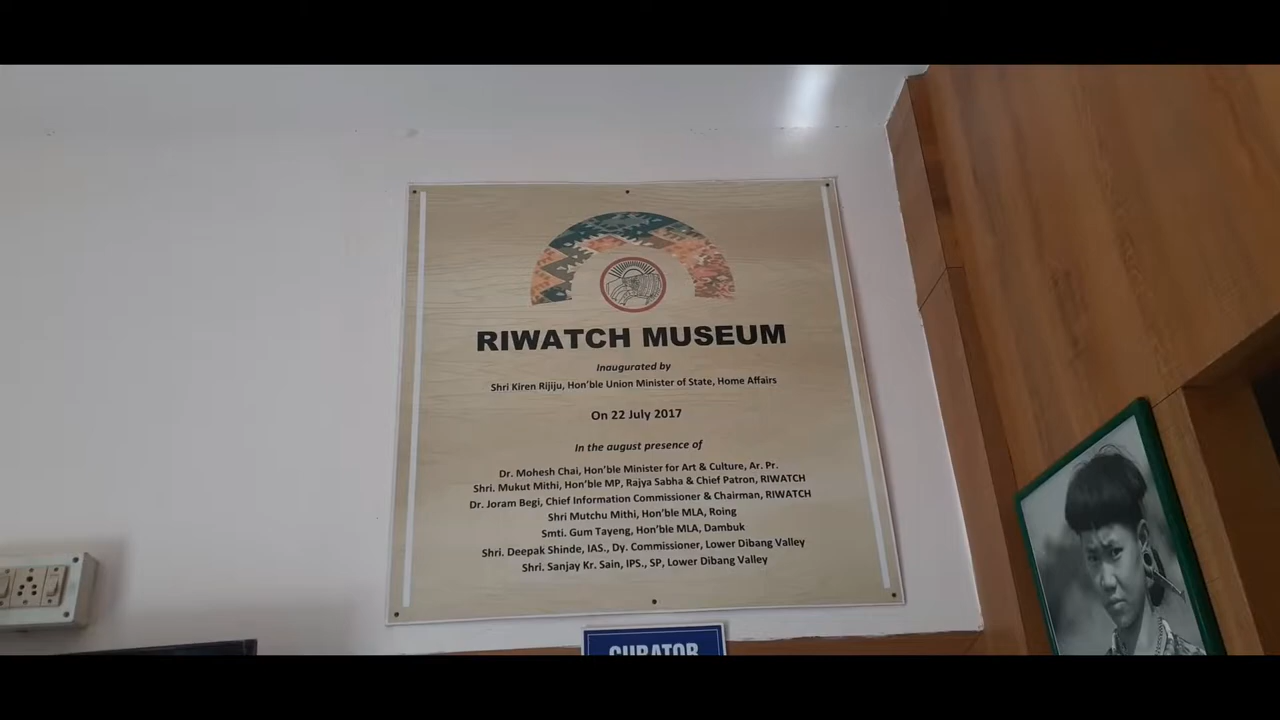 RIWATCH MUSEUM
Inaugurated by
Shri Kiren Rijiju, Hon'ble Union Minister of State, Home Affairs
On 22 July 2017
In the august presence of
Dr. Mohesh Chai, Hon'ble Minister for Art & Culture, Ar. Pr.
Shri. Mukut Mithi, Hon'ble MP, Rajya Sabha & Chief Patron, RIWATCH
Dr. Joram Begi, Chief Information Commissioner & Chairman, RIWATCH
Shri Mutchu Mithi, Hon'ble MLA, Roing
Smti. Gum Tayeng, Hon'ble MLA, Dambuk
Shri. Deepak Shinde, IAS., Dy. Commissioner, Lower Dibang Valley
Shri. Sanjay Kr. Sain, IPS., SP, Lower Dibang Valley
CURATOR